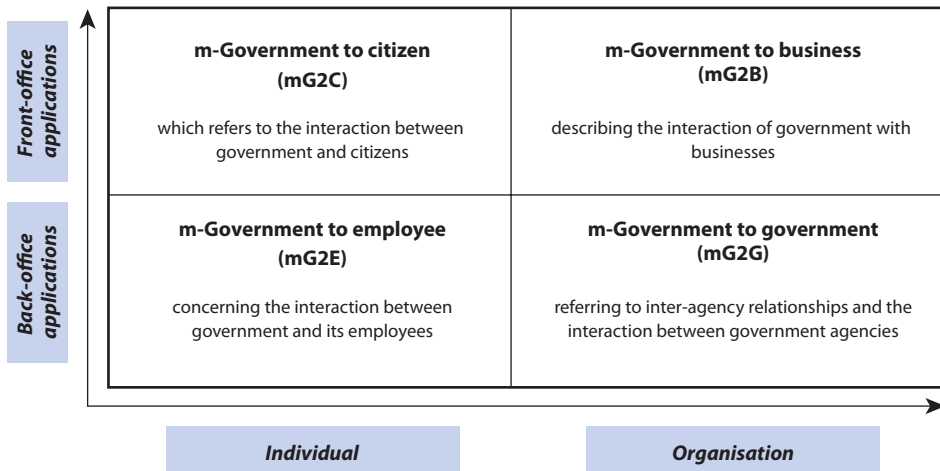 Front-office
applications
m-Government to citizen
(mG2C)
which refers to the interaction between
government and citizens
m-Government to business
(mG2B)
describing the interaction of government with
businesses
Back-office
applications
m-Government to employee
(mG2E)
concerning the interaction between
government and its employees
m-Government to government
(mG2G)
referring to inter-agency relationships and the
interaction between government agencies
Individual
Organisation